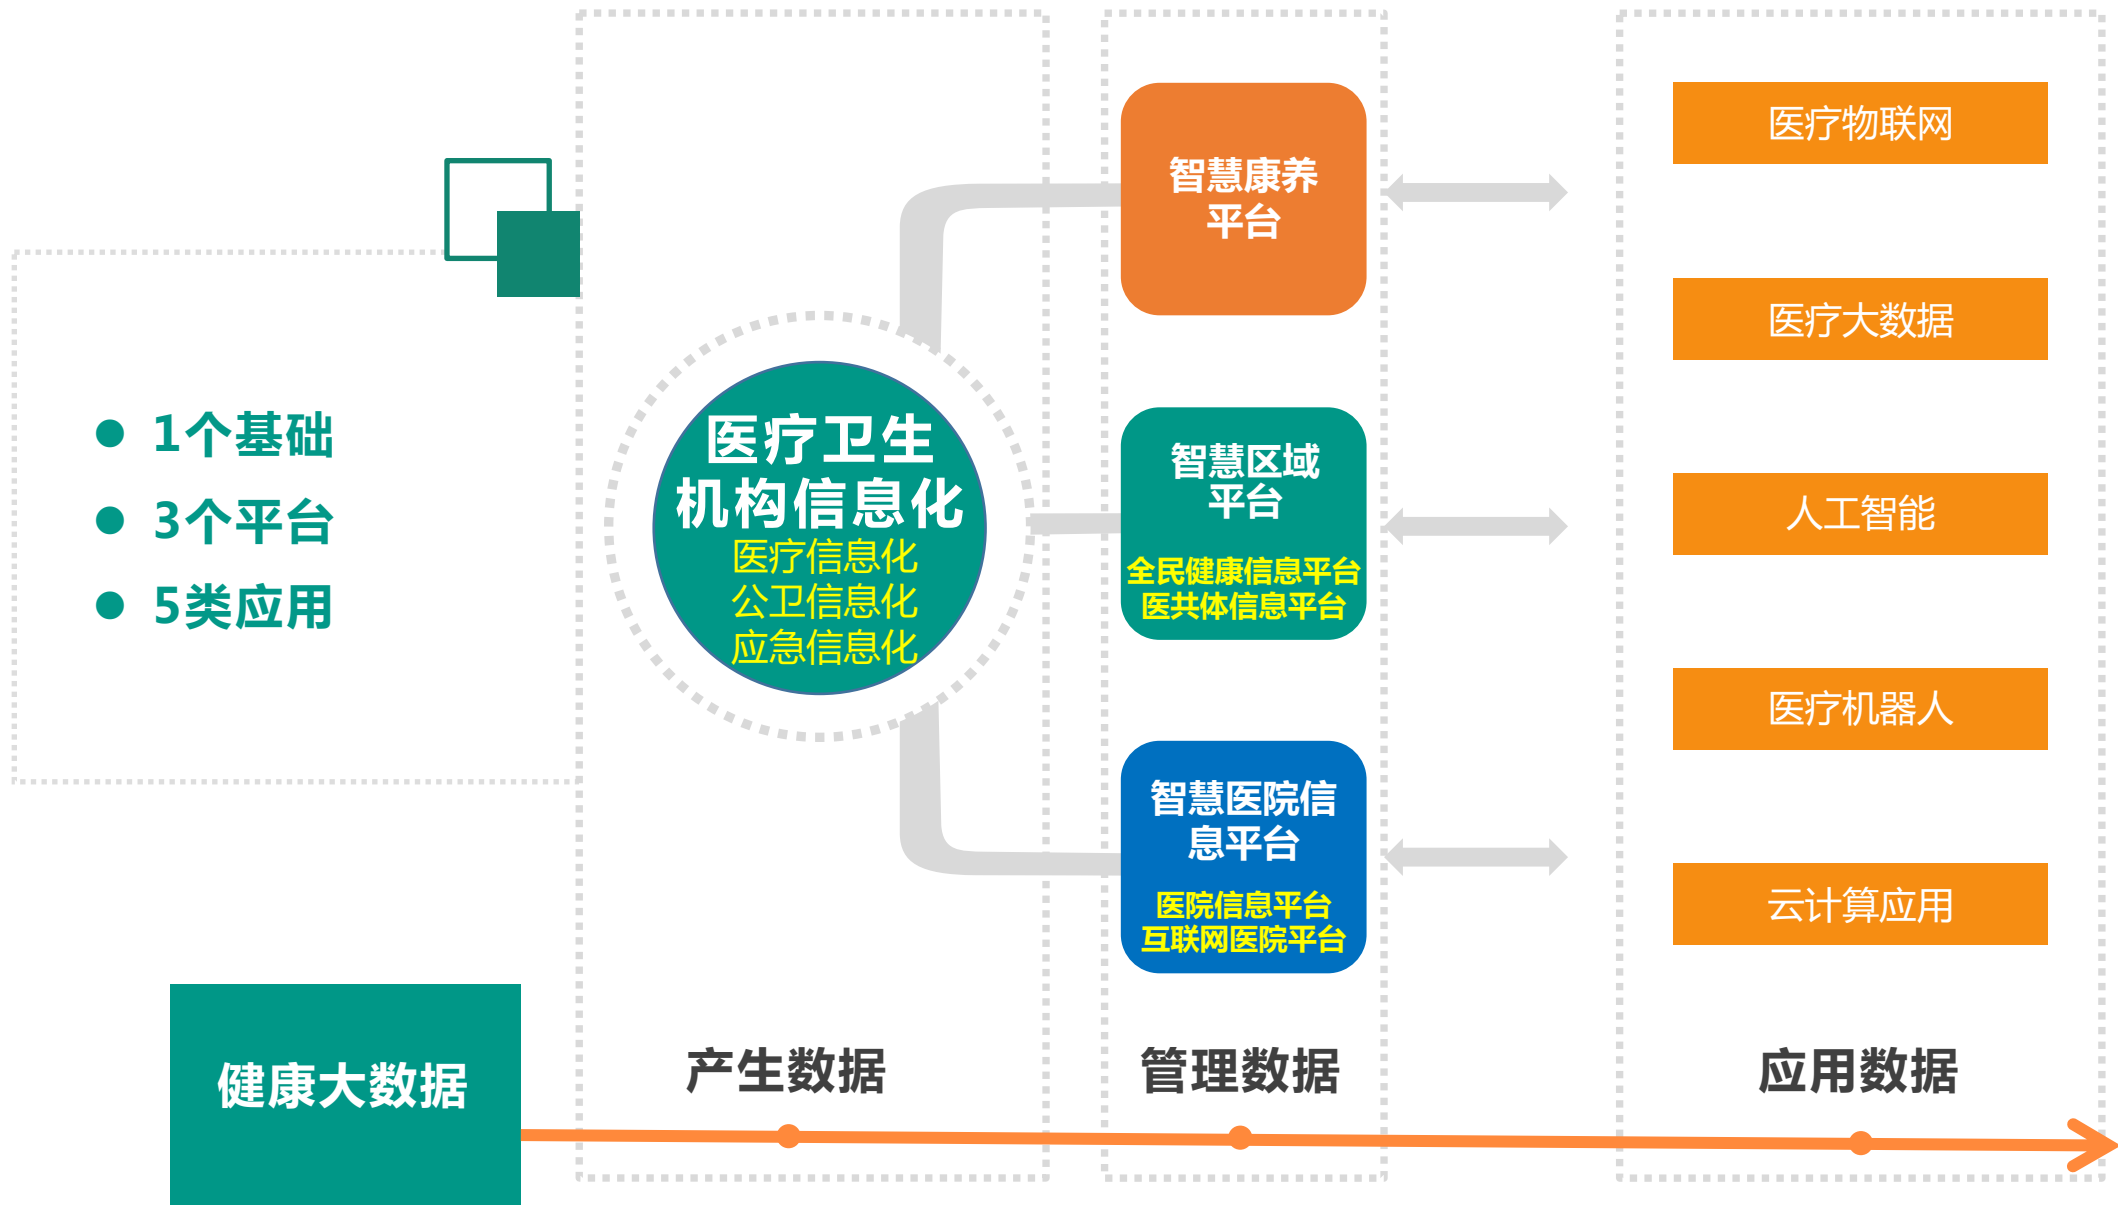 1个基础
3个平台
5类应用
健康大数据
医疗卫生
机构信息化
医疗信息化
公卫信息化
应急信息化
产生数据
智慧康养
平台
智慧区域
平台
全民健康信息平台
医共体信息平台
智慧医院信
息平台
医院信息平台
互联网医院平台
管理数据
医疗物联网
医疗大数据
人工智能
医疗机器人
云计算应用
应用数据